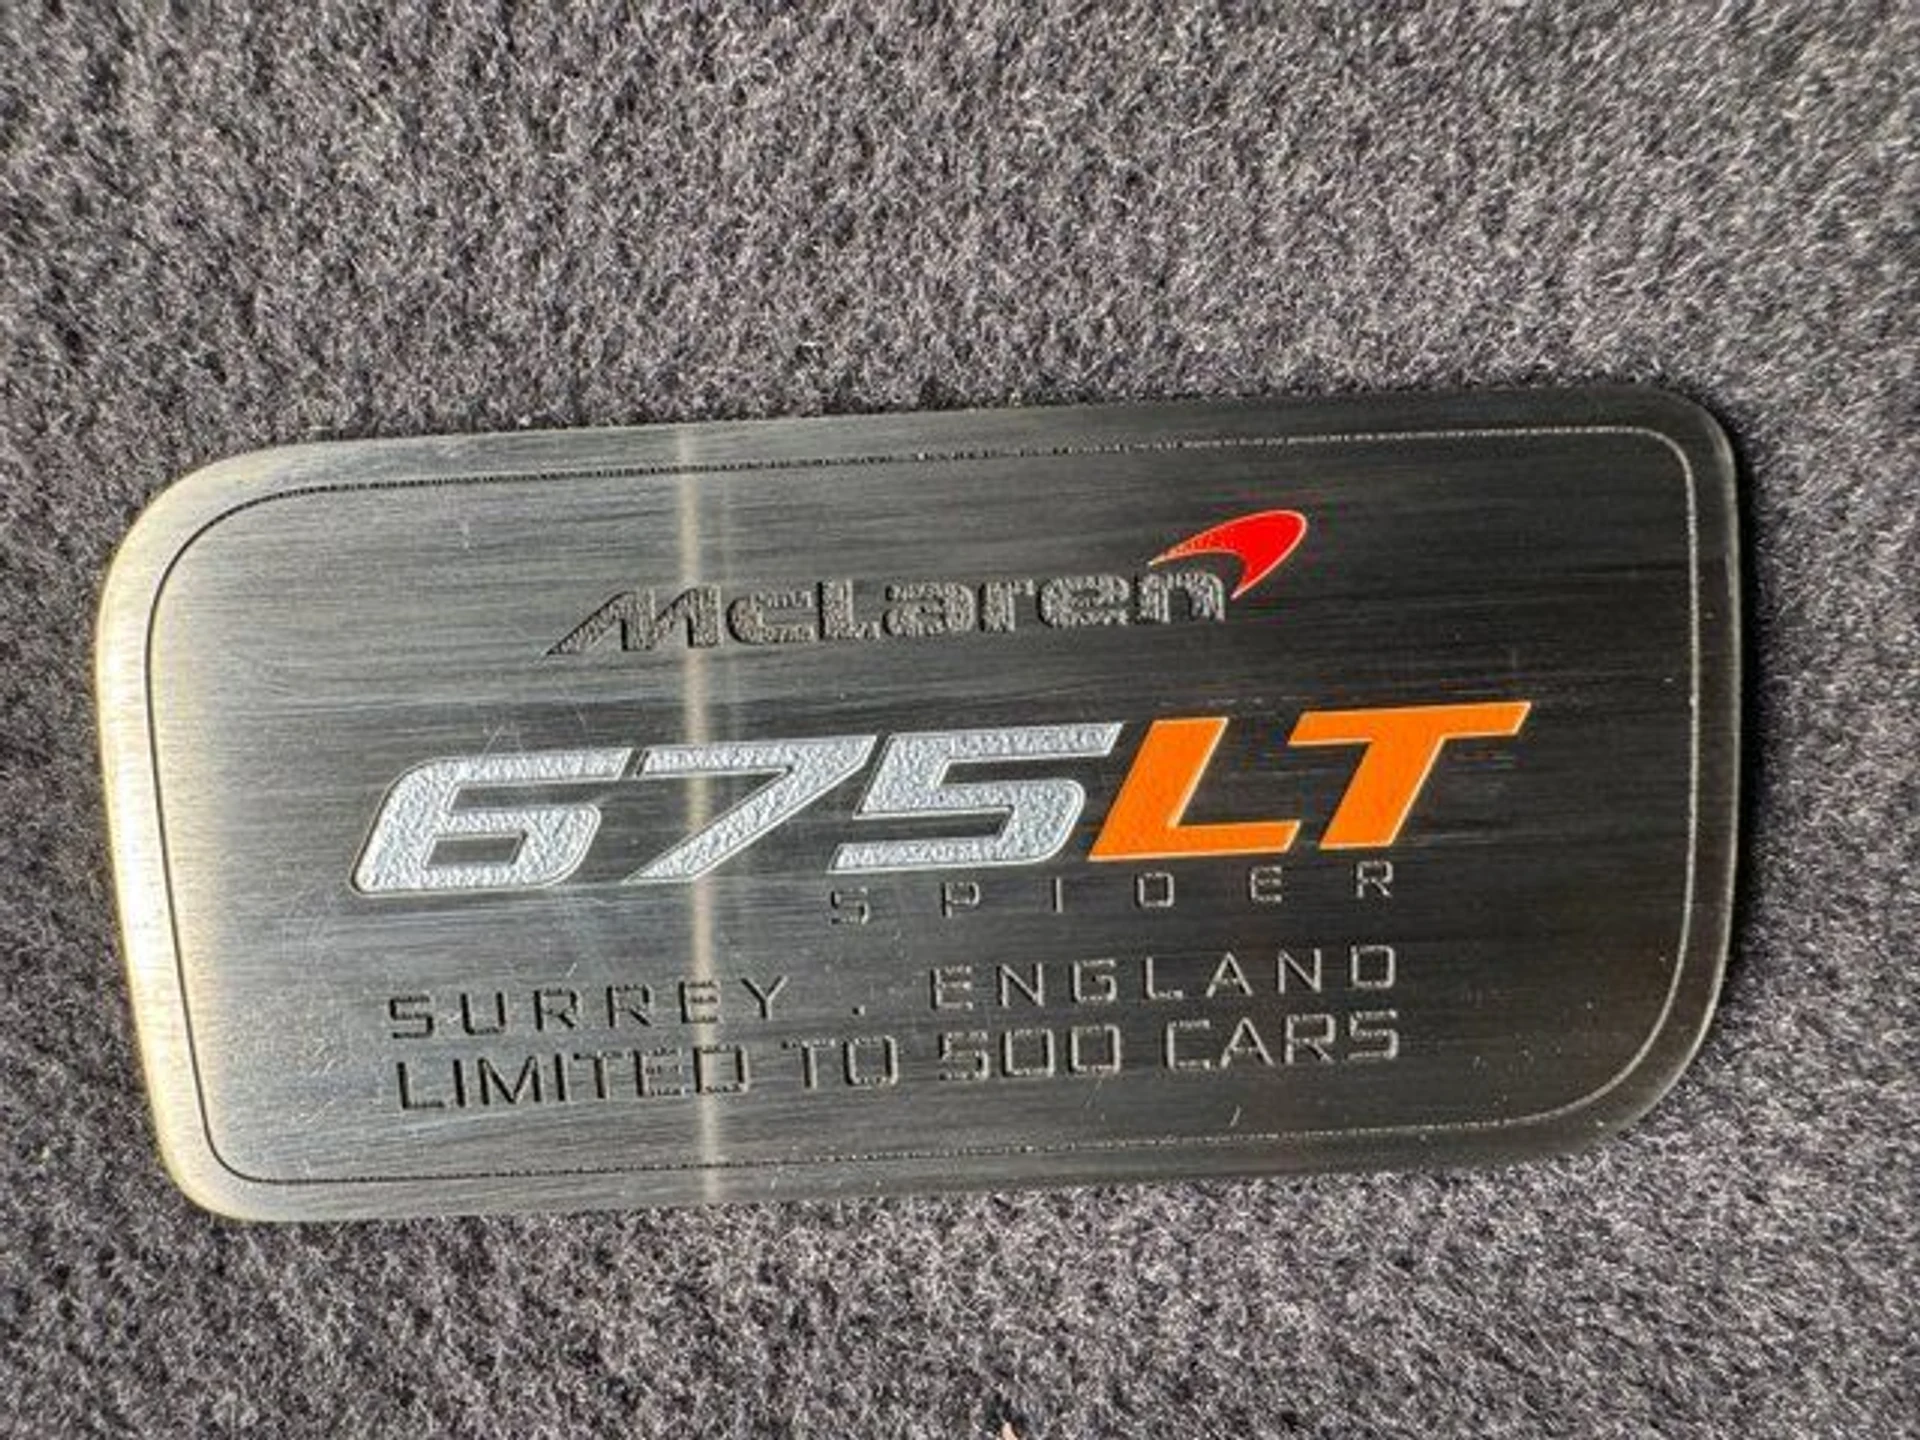 McLaren
675LT
SPIDER
SURREY . ENGLAND
LIMITED TO 500 CARS